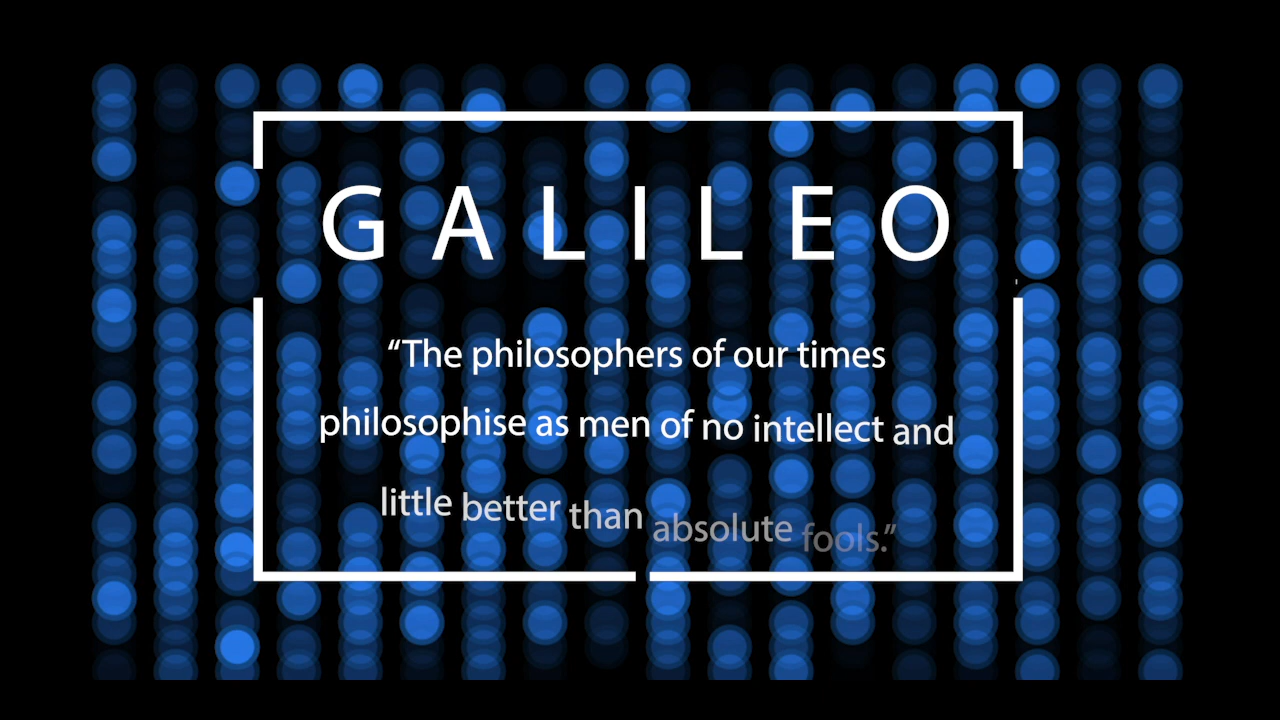 GALILEO
“The philosophers of our times
philosophise as men of no intellect and
little better than absolute fools.”